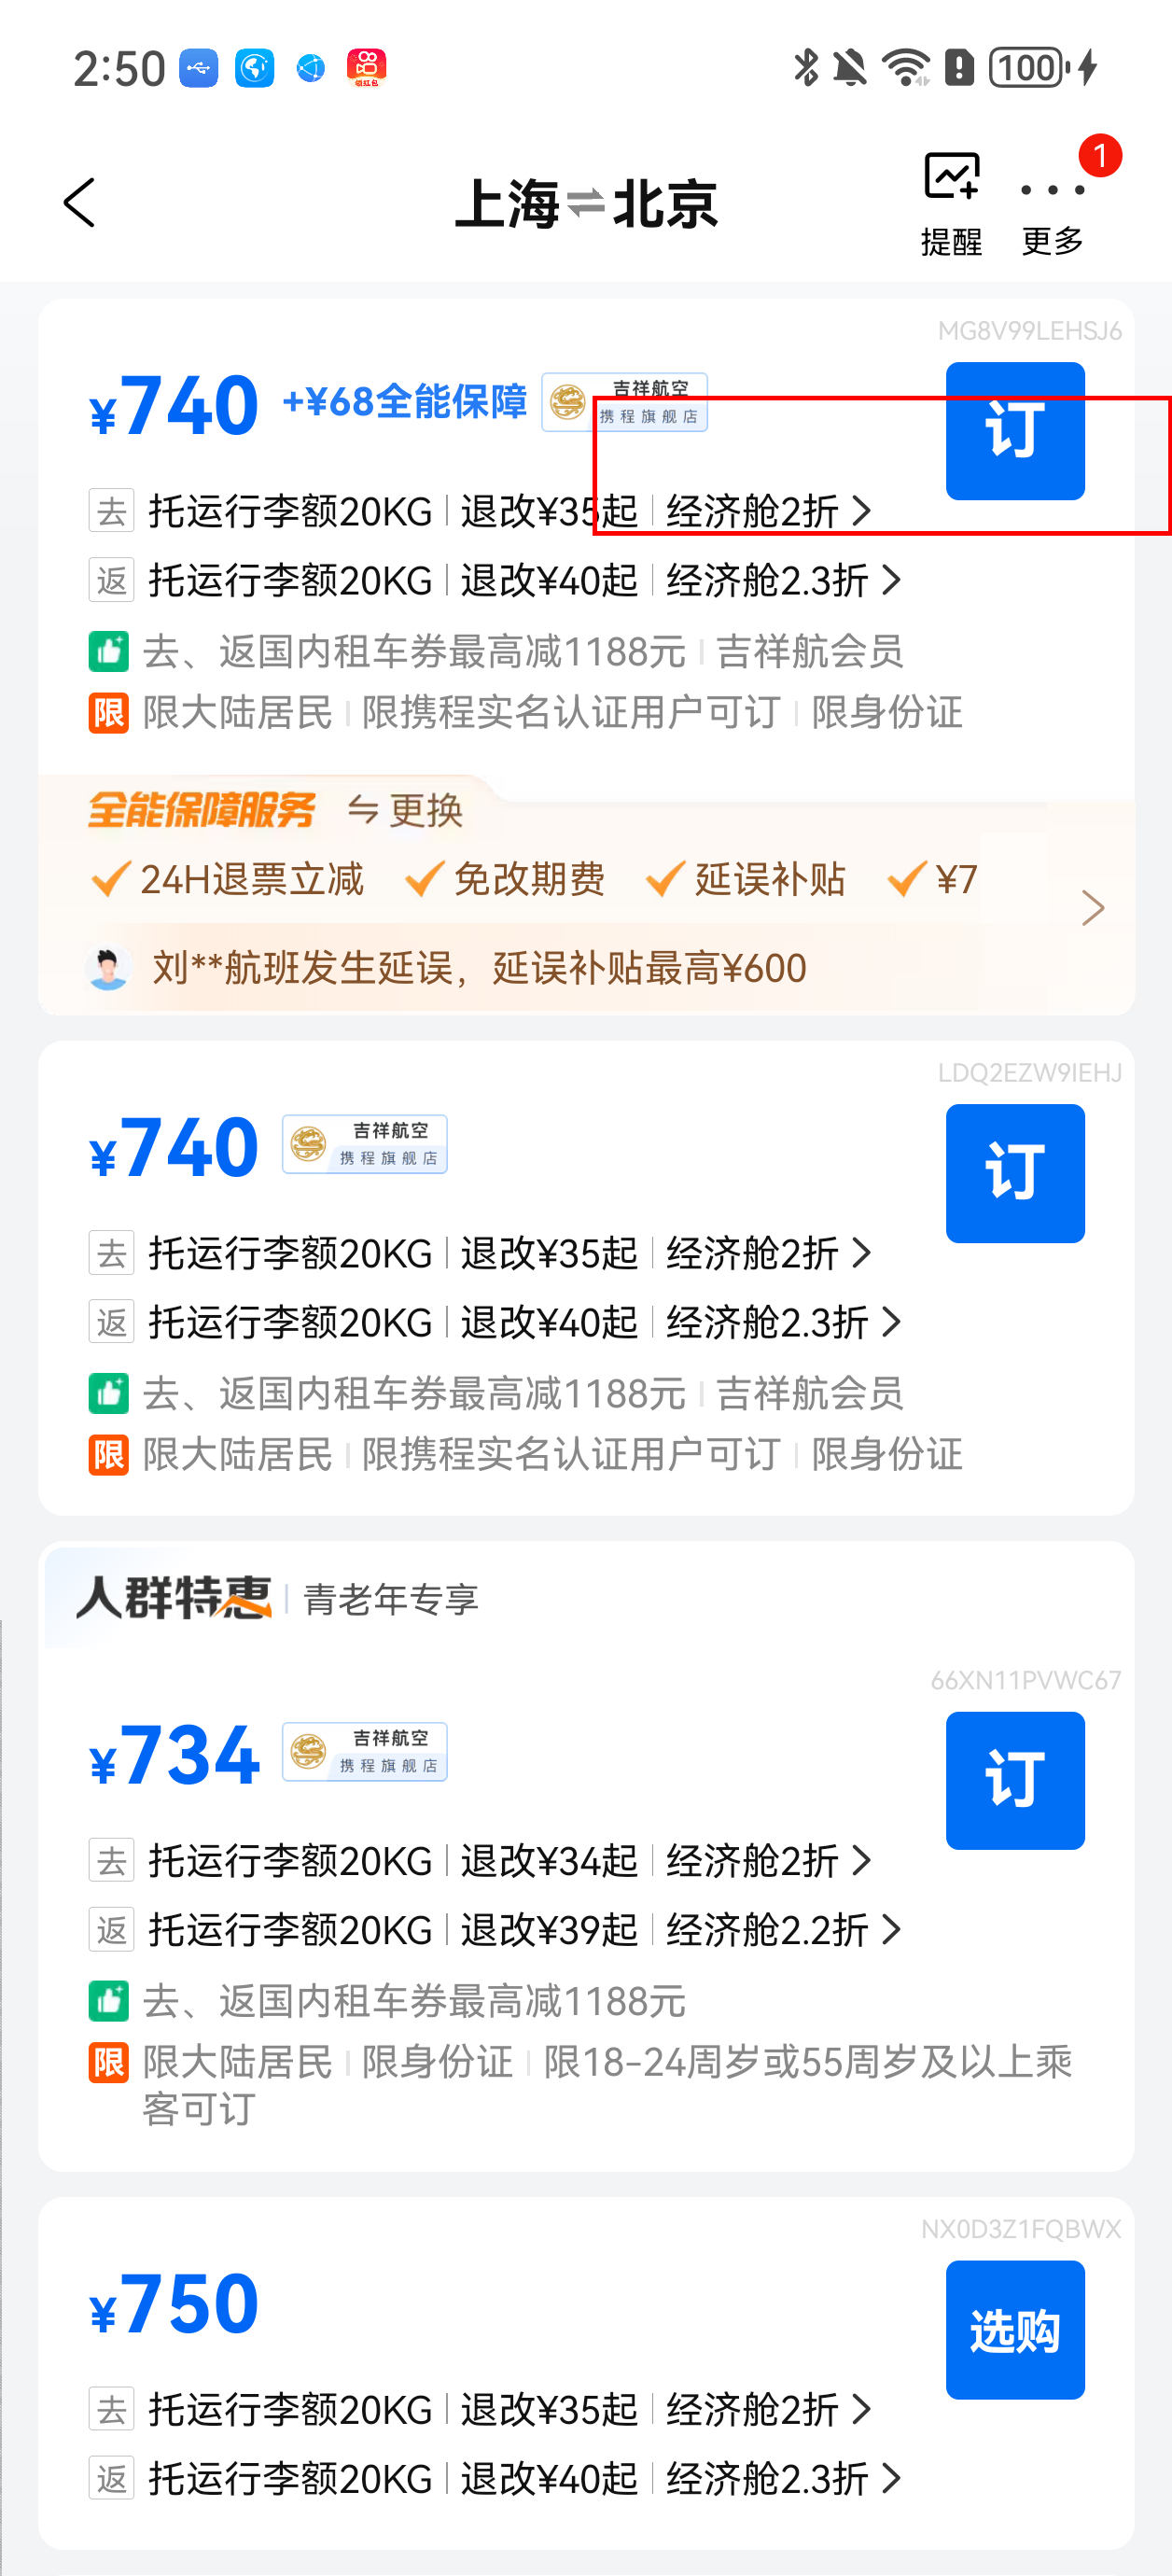 2:50
领红包
100
上海⇌北京
提醒
更多
1
MG8V99LEHSJ6
¥740 +¥68全能保障 吉祥航空
携程旗舰店
订
去 托运行李额20KG | 退改¥35起 | 经济舱2折 >
返 托运行李额20KG | 退改¥40起 | 经济舱2.3折 >
去、返国内租车券最高减1188元 | 吉祥航会员
限 限大陆居民 | 限携程实名认证用户可订 | 限身份证
全能保障服务 ⇋更换
24H退票立减 免改期费 延误补贴 ¥7
刘**航班发生延误，延误补贴最高¥600
LDQ2EZW9IEHJ
¥740 吉祥航空
携程旗舰店
订
去 托运行李额20KG | 退改¥35起 | 经济舱2折 >
返 托运行李额20KG | 退改¥40起 | 经济舱2.3折 >
去、返国内租车券最高减1188元 | 吉祥航会员
限 限大陆居民 | 限携程实名认证用户可订 | 限身份证
人群特惠 | 青老年专享
66XN11PVWC67
¥734 吉祥航空
携程旗舰店
订
去 托运行李额20KG | 退改¥34起 | 经济舱2折 >
返 托运行李额20KG | 退改¥39起 | 经济舱2.2折 >
去、返国内租车券最高减1188元
限 限大陆居民 | 限身份证 | 限18-24周岁或55周岁及以上乘
客可订
NX0D3Z1FQBWX
¥750
选购
去 托运行李额20KG | 退改¥35起 | 经济舱2折 >
返 托运行李额20KG | 退改¥40起 | 经济舱2.3折 >